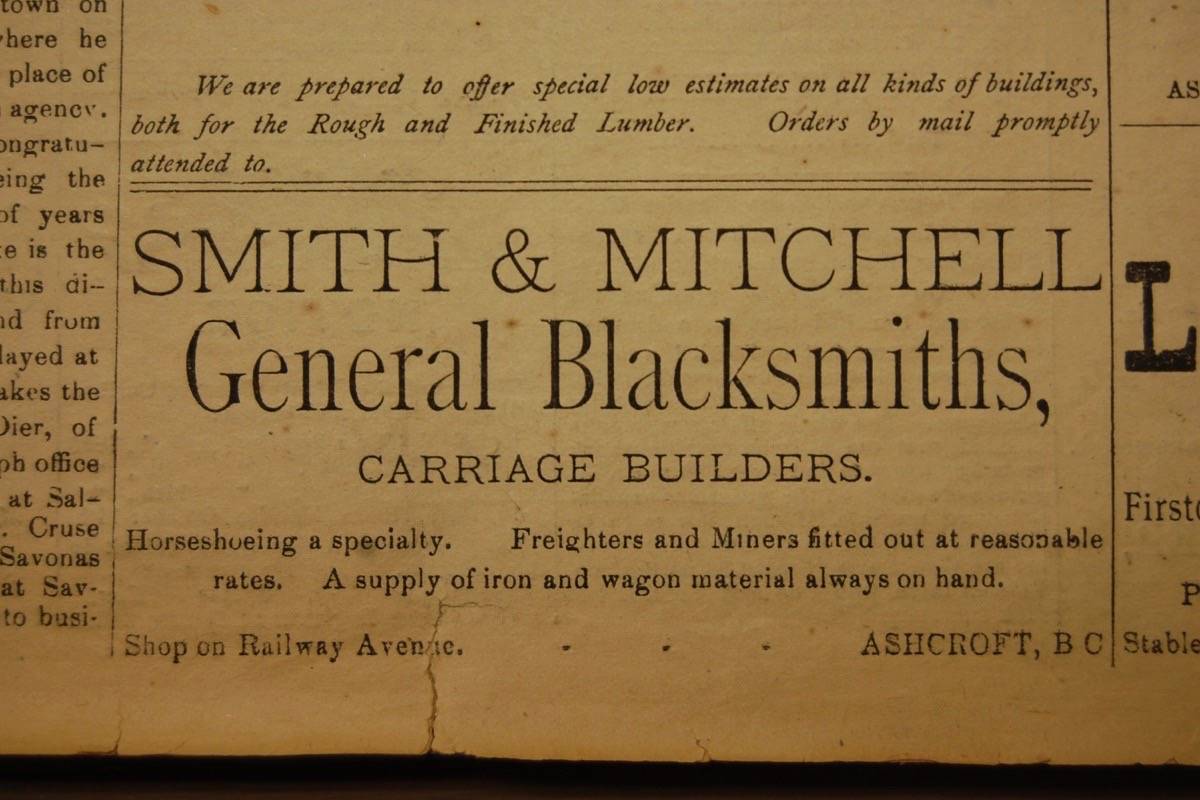 town on
where he
place of
agency.
ongratu-
eing the
of years
te is the
this di-
nd from
layed at
akes the
Dier, of
ph office
at Sal-
. Cruse
Savonas
at Sav-
to busi-
We are prepared to offer special low estimates on all kinds of buildings,
both for the Rough and Finished Lumber. Orders by mail promptly
attended to.
SMITH & MITCHELL
General Blacksmiths,
CARRIAGE BUILDERS.
Horseshoeing a specialty. Freighters and Miners fitted out at reasonable
rates. A supply of iron and wagon material always on hand.
Shop on Railway Avenue. - - - ASHCROFT, B C
AS
L
Firstc
P
Stable